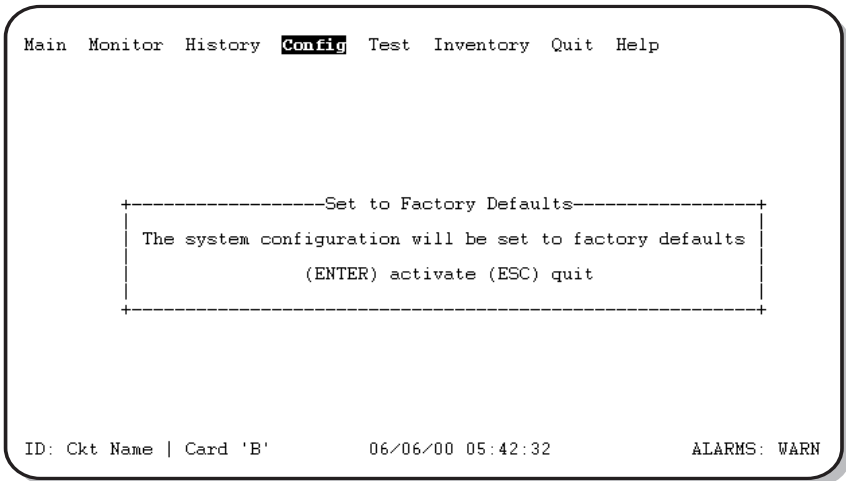 Main Monitor History Config Test Inventory Quit Help
+------------------Set to Factory Defaults-----------------+
The system configuration will be set to factory defaults
(ENTER) activate (ESC) quit
ID: Ckt Name | Card 'B' 06/06/00 05:42:32 ALARMS: WARN